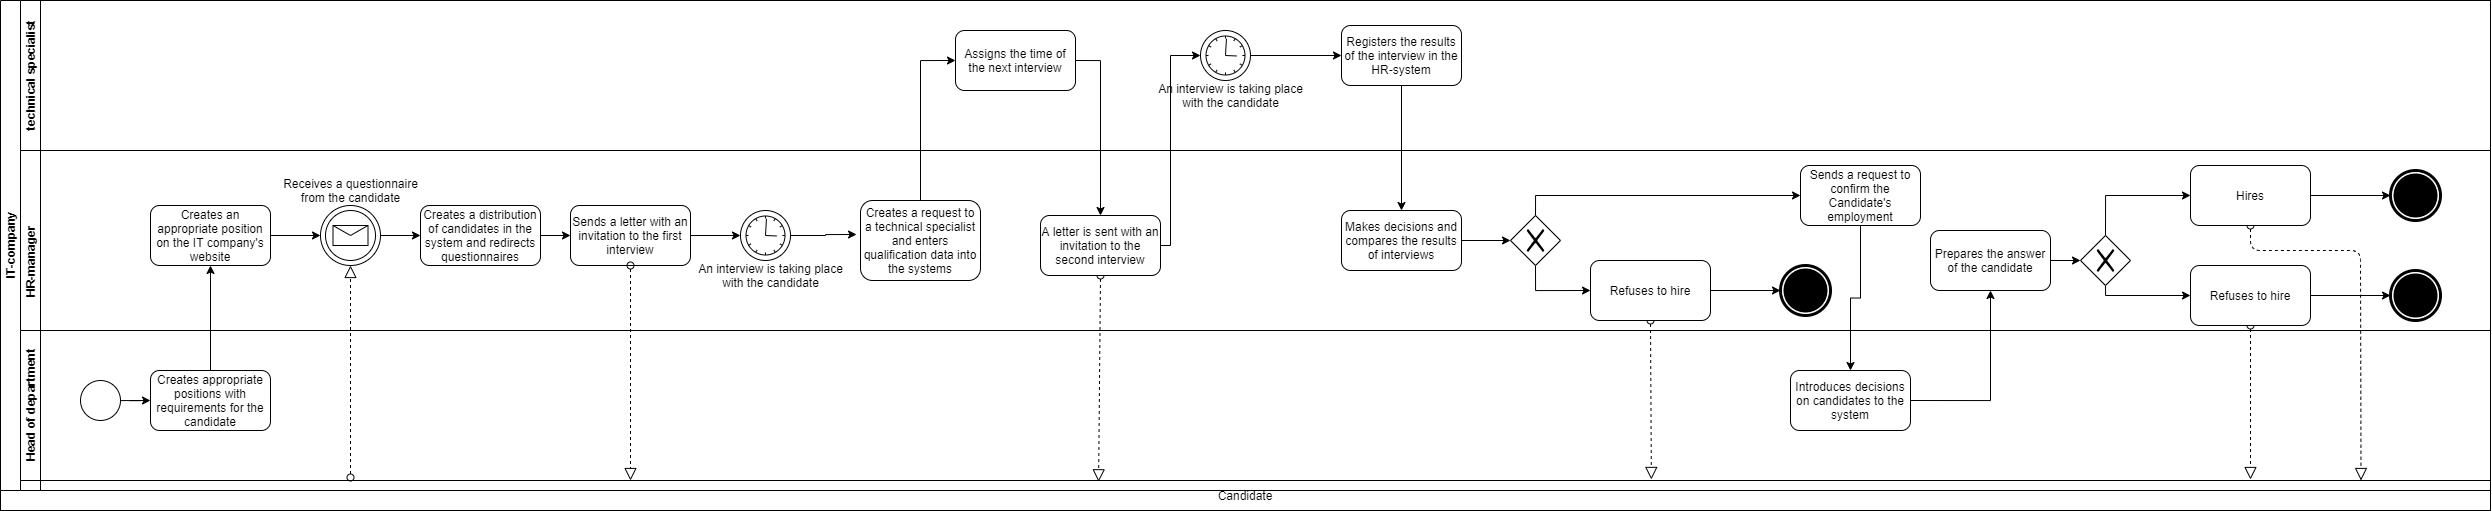 IT-company
technical specialist
HR-manager
Head of department
Assigns the time of
the next interview
An interview is taking place
with the candidate
Registers the results
of the interview in the
HR-system
Creates an
appropriate position
on the IT company's
website
Receives a questionnaire
from the candidate
Creates a distribution
of candidates in the
system and redirects
questionnaires
Sends a letter with an
invitation to the first
interview
An interview is taking place
with the candidate
Creates a request to
a technical specialist
and enters
qualification data into
the systems
A letter is sent with an
invitation to the
second interview
Makes decisions and
compares the results
of interviews
Refuses to hire
Sends a request to
confirm the
Candidate's
employment
Prepares the answer
of the candidate
Hires
Refuses to hire
Creates appropriate
positions with
requirements for the
candidate
Introduces decisions
on candidates to the
system
Candidate